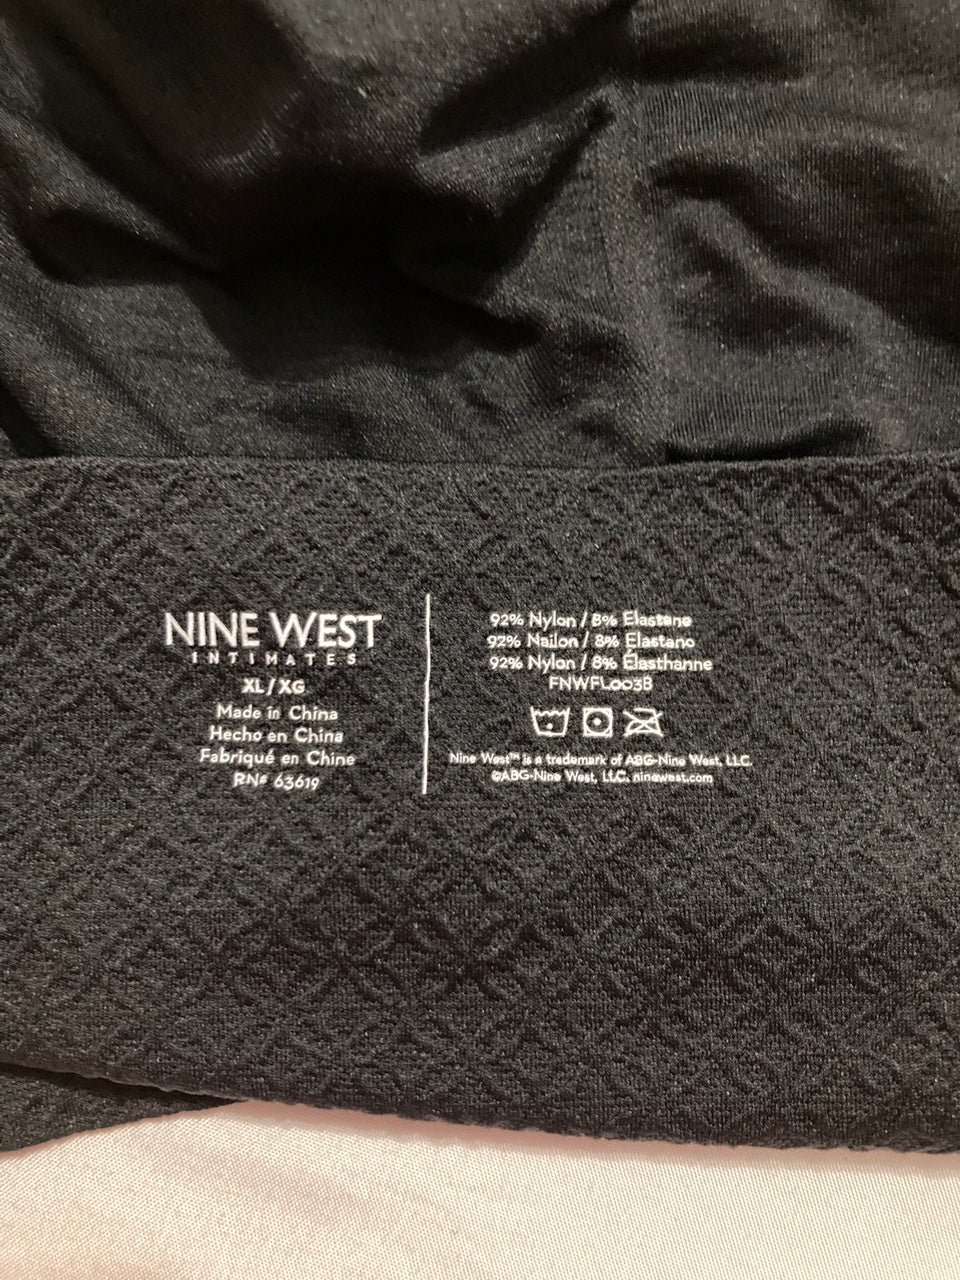 NINE WEST
INTIMATES
XL/XG
Made in China
Hecho en China
Fabriqué en Chine
RN# 63619
92% Nylon / 8% Elastane
92% Nailon / 8% Elastano
92% Nylon / 8% Élasthanne
FNWFL003B
Nine West™ is a trademark of ABG-Nine West, LLC.
©ABG-Nine West, LLC. ninewest.com